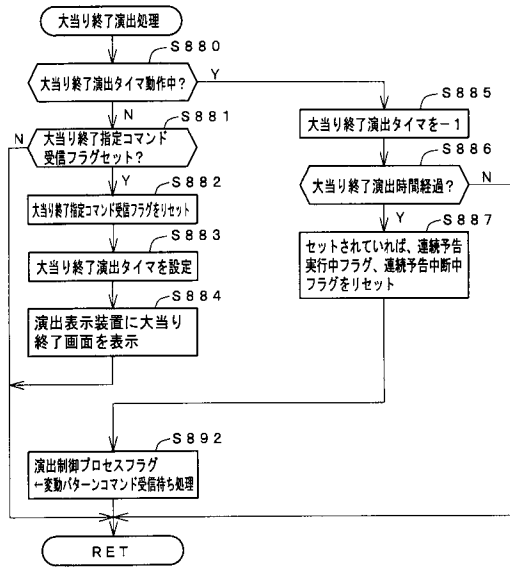 大当り終了演出処理
S880
大当り終了演出タイマ動作中？
Y
N
S881
N
大当り終了指定コマンド
受信フラグセット？
Y
S882
大当り終了指定コマンド受信フラグをリセット
S883
大当り終了演出タイマを設定
S884
演出表示装置に大当り
終了画面を表示
S885
大当り終了演出タイマを－1
S886
大当り終了演出時間経過？
N
Y
S887
セットされていれば、連続予告
実行中フラグ、連続予告中断中
フラグをリセット
S892
演出制御プロセスフラグ
←変動パターンコマンド受信待ち処理
RET